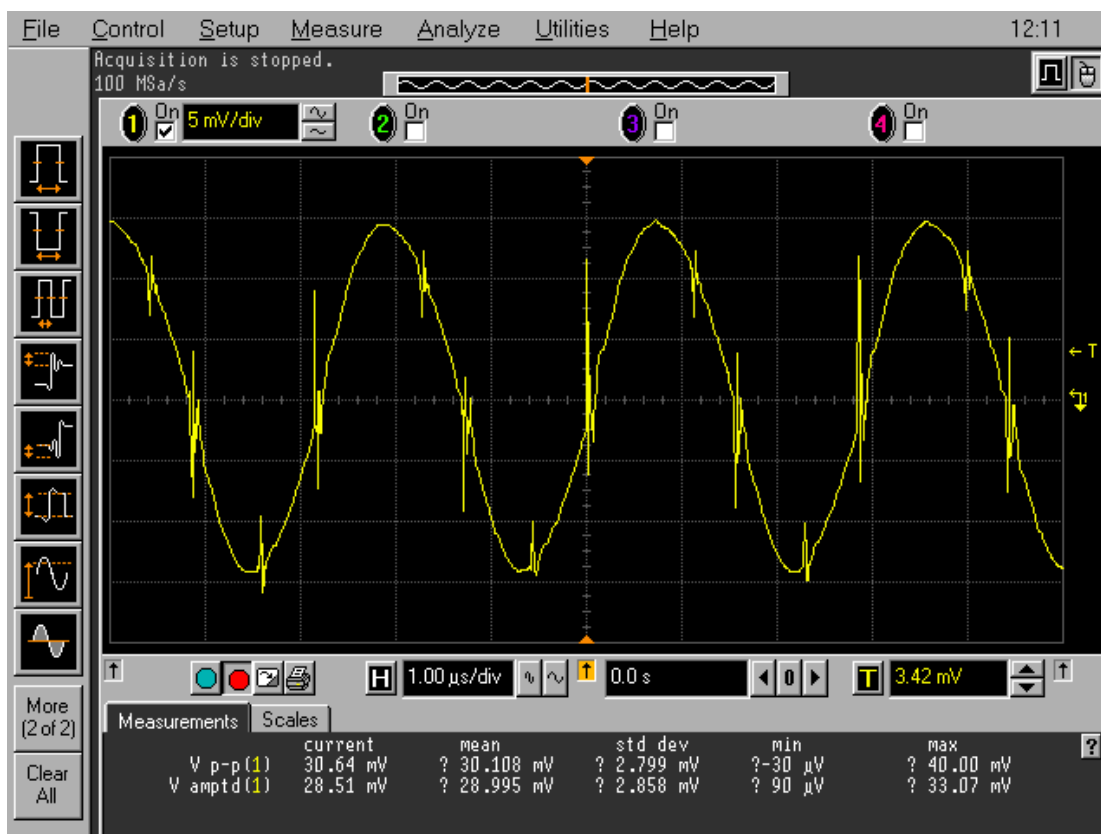 File Control Setup Measure Analyze Utilities Help 12:11
Acquisition is stopped.
100 MSa/s
1 On 5 mV/div 2 On 3 On 4 On
T
1
H 1.00 µs/div 0.0 s 0 T 3.42 mV
More
(2 of 2)
Clear
All
Measurements Scales
current mean std dev min max ?
V p-p(1) 30.64 mV ? 30.108 mV ? 2.799 mV ?-30 µV ? 40.00 mV
V amptd(1) 28.51 mV ? 28.995 mV ? 2.858 mV ? 90 µV ? 33.07 mV